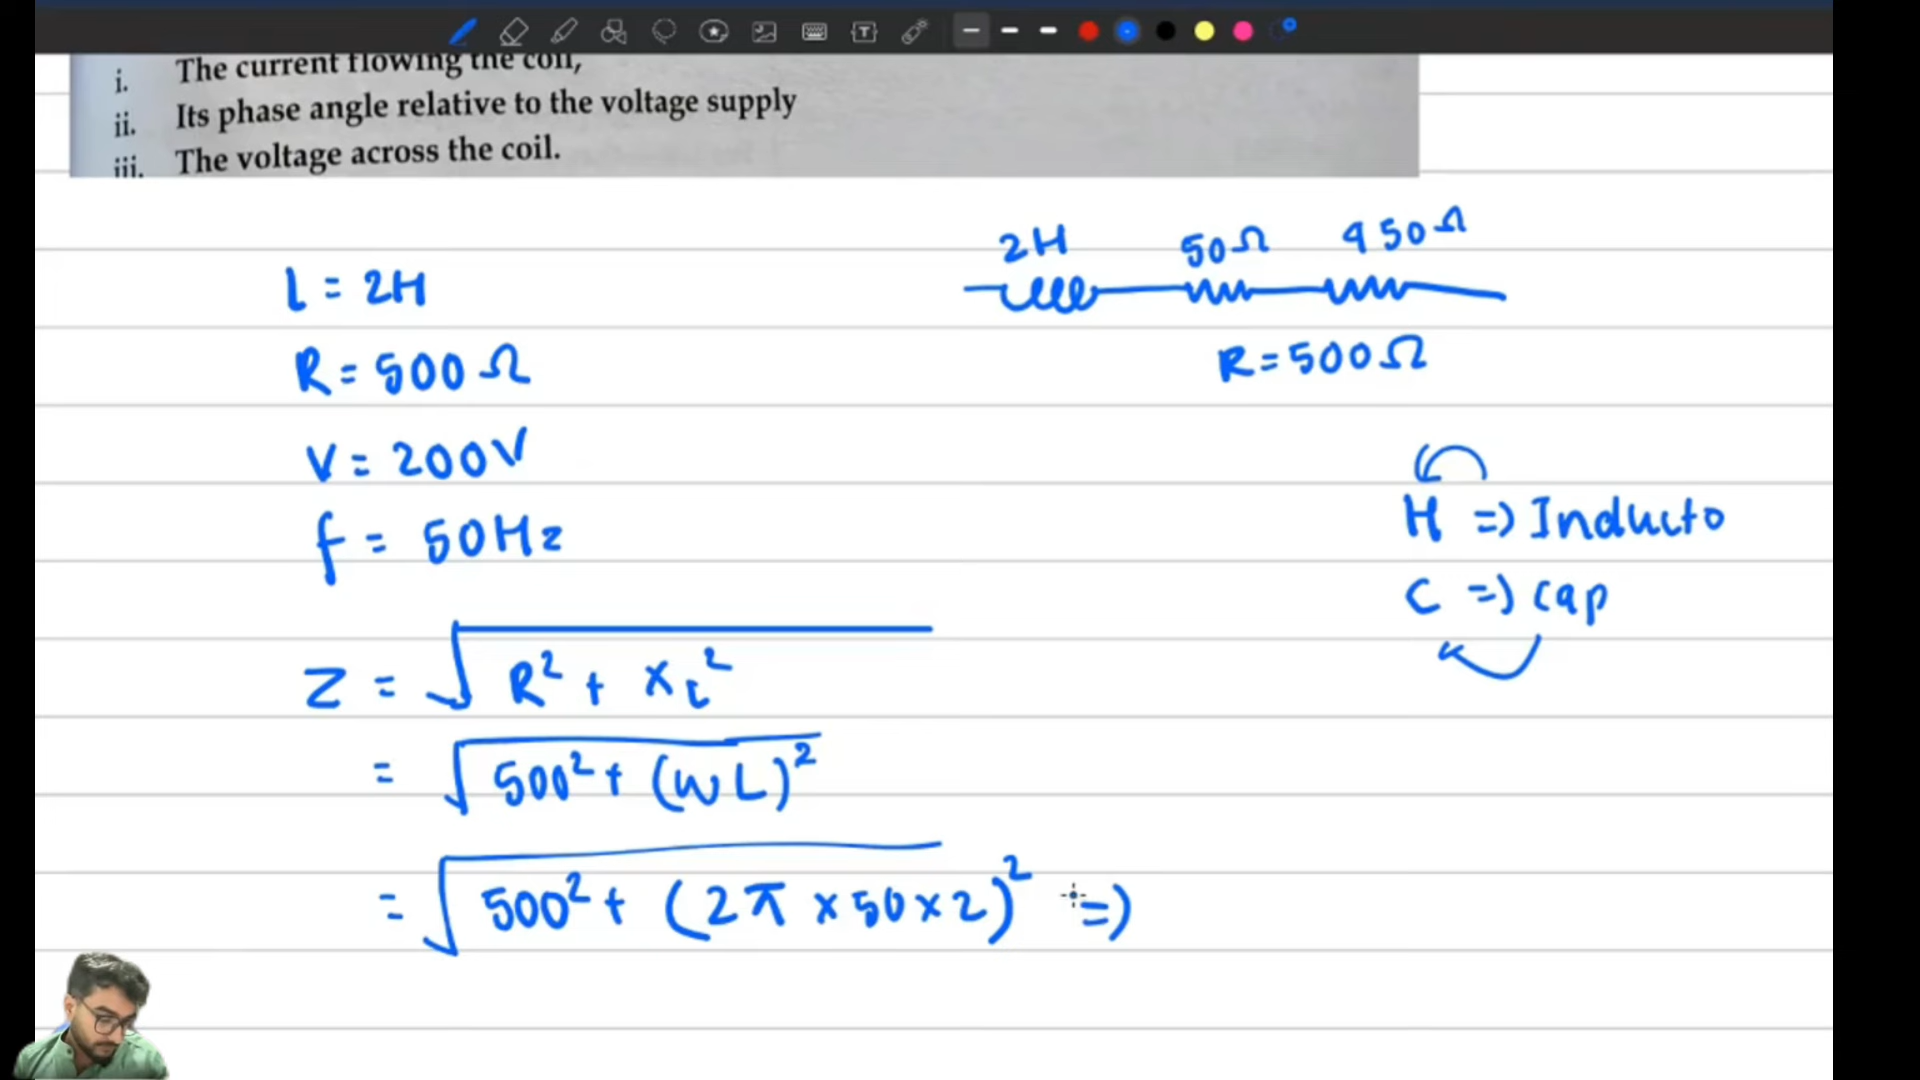 i. The current flowing the coil,
ii. Its phase angle relative to the voltage supply
iii. The voltage across the coil.
2H 50Ω 450Ω
L = 2H
R = 500Ω
R = 500Ω
V = 200V
f = 50Hz
H => Inducto
C => Cap
Z = √R² + X_L²
= √500² + (ωL)²
= √500² + (2π × 50 × 2)² =>